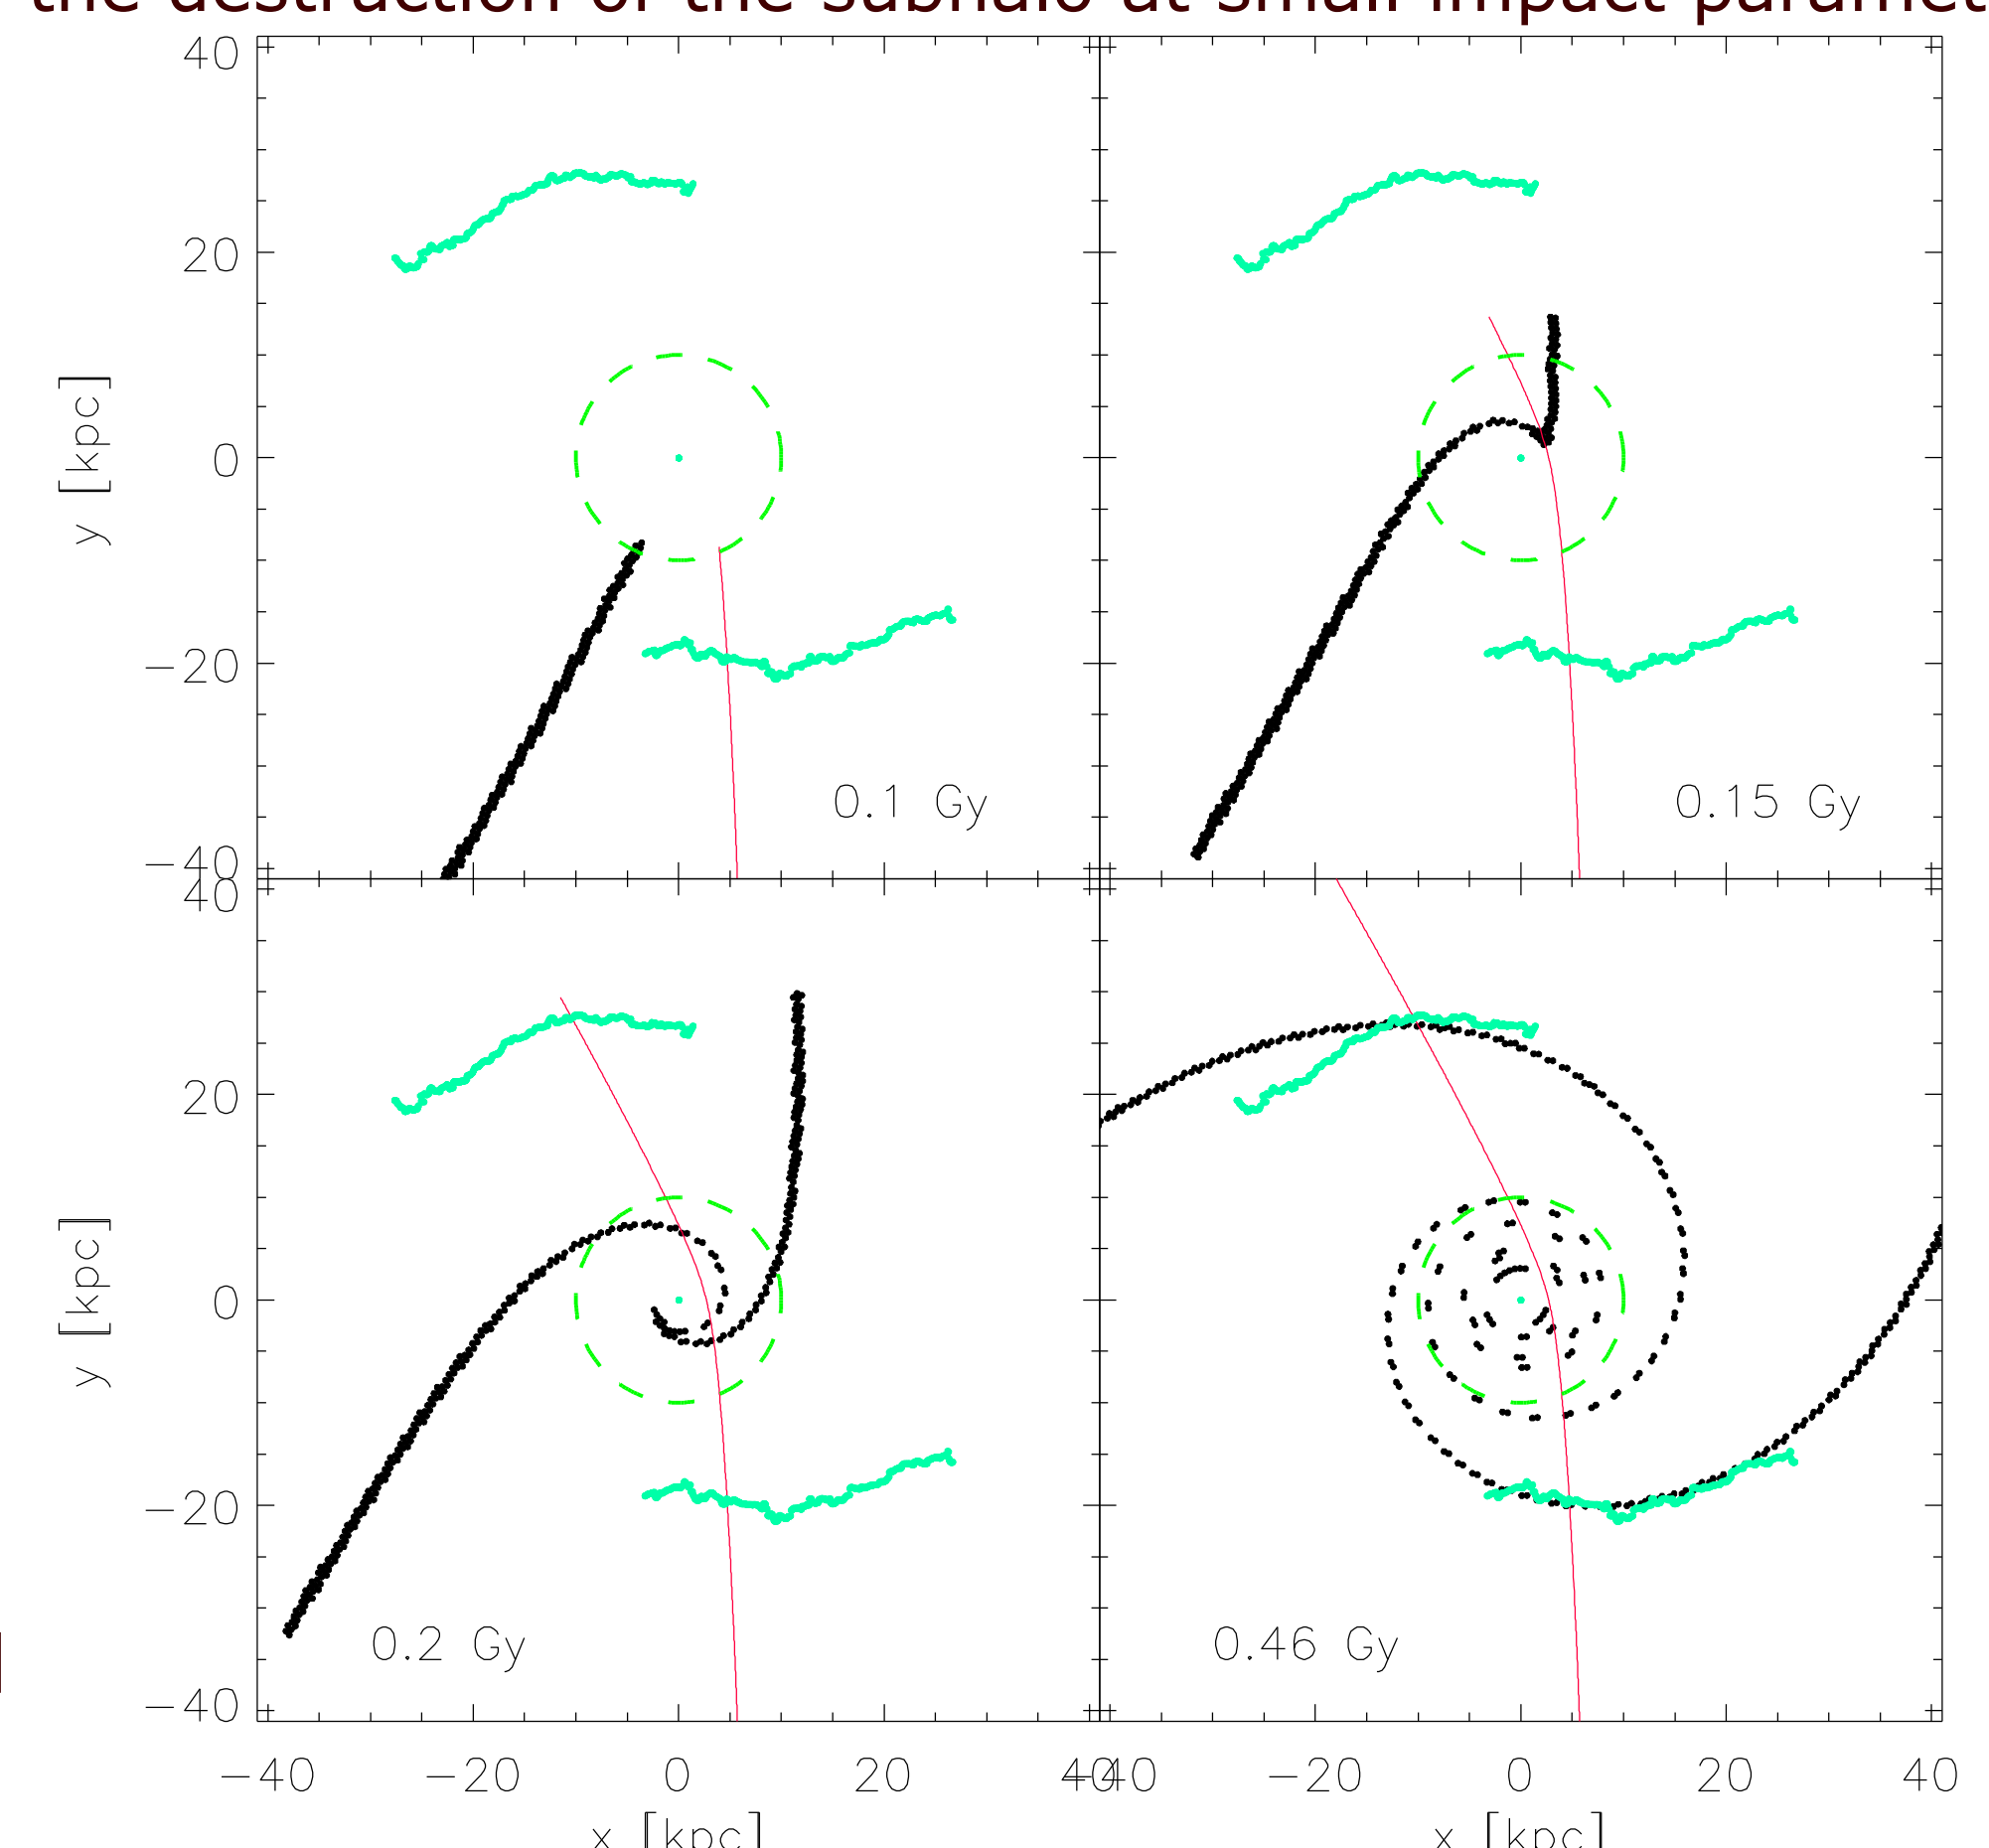 the destruction of the subhalo at small impact paramet
40
20
0
−20
−40
y [kpc]
0.1 Gy
0.15 Gy
40
20
0
−20
−40
y [kpc]
0.2 Gy
0.46 Gy
−40 −20 0 20 40
−40 −20 0 20 40
x [kpc] x [kpc]